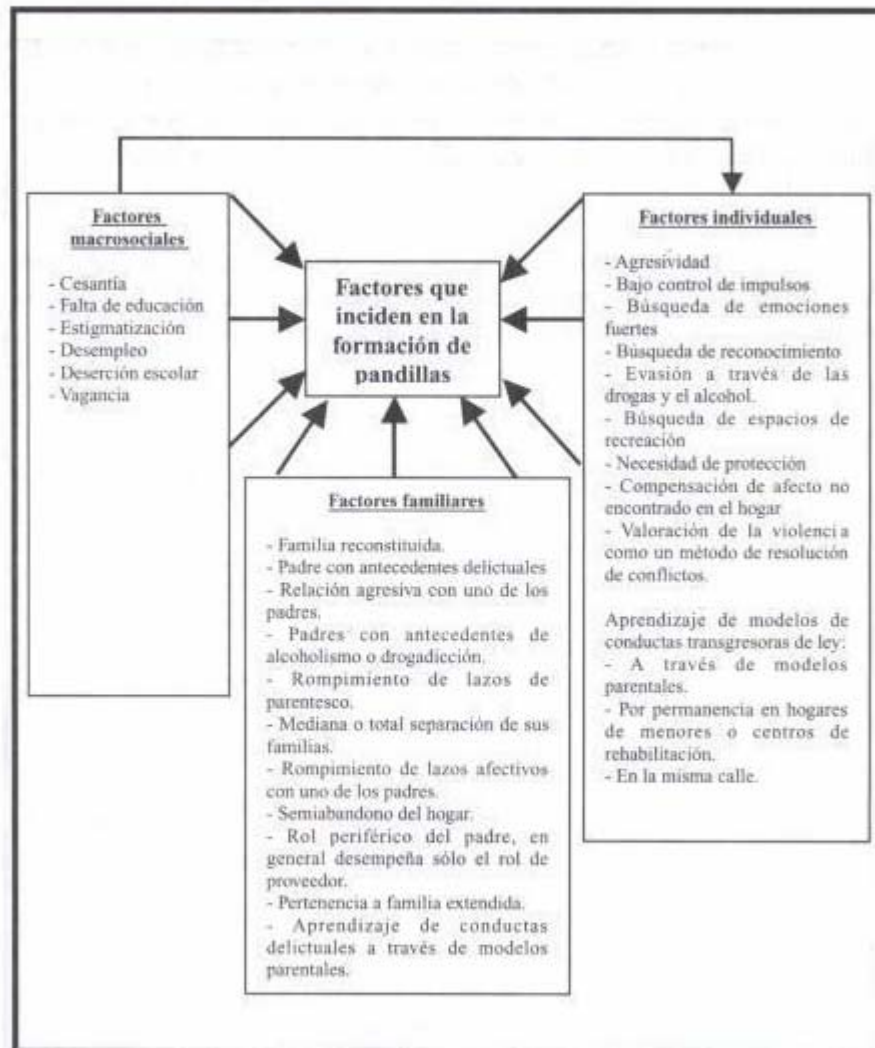 Factores
macrosociales
- Cesantía
- Falta de educación
- Estigmatización
- Desempleo
- Deserción escolar
- Vagancia
Factores que
inciden en la
formación de
pandillas
Factores individuales
- Agresividad
- Bajo control de impulsos
- Búsqueda de emociones
fuertes
- Búsqueda de reconocimiento
- Evasión a través de las
drogas y el alcohol.
- Búsqueda de espacios de
recreación
- Necesidad de protección
- Compensación de afecto no
encontrado en el hogar
- Valoración de la violencia
como un método de resolución
de conflictos.
Aprendizaje de modelos de
conductas transgresoras de ley:
- A través de modelos
parentales.
- Por permanencia en hogares
de menores o centros de
rehabilitación.
- En la misma calle.
Factores familiares
- Familia reconstituida.
- Padre con antecedentes delictuales
- Relación agresiva con uno de los
padres.
- Padres con antecedentes de
alcoholismo o drogadicción.
- Rompimiento de lazos de
parentesco.
- Mediana o total separación de sus
familias.
- Rompimiento de lazos afectivos
con uno de los padres.
- Semiabandono del hogar.
- Rol periférico del padre, en
general desempeña sólo el rol de
proveedor.
- Pertenencia a familia extendida.
- Aprendizaje de conductas
delictuales a través de modelos
parentales.